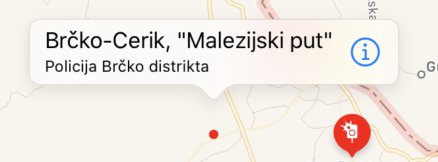 Brčko-Cerik, "Malezijski put"
Policija Brčko distrikta